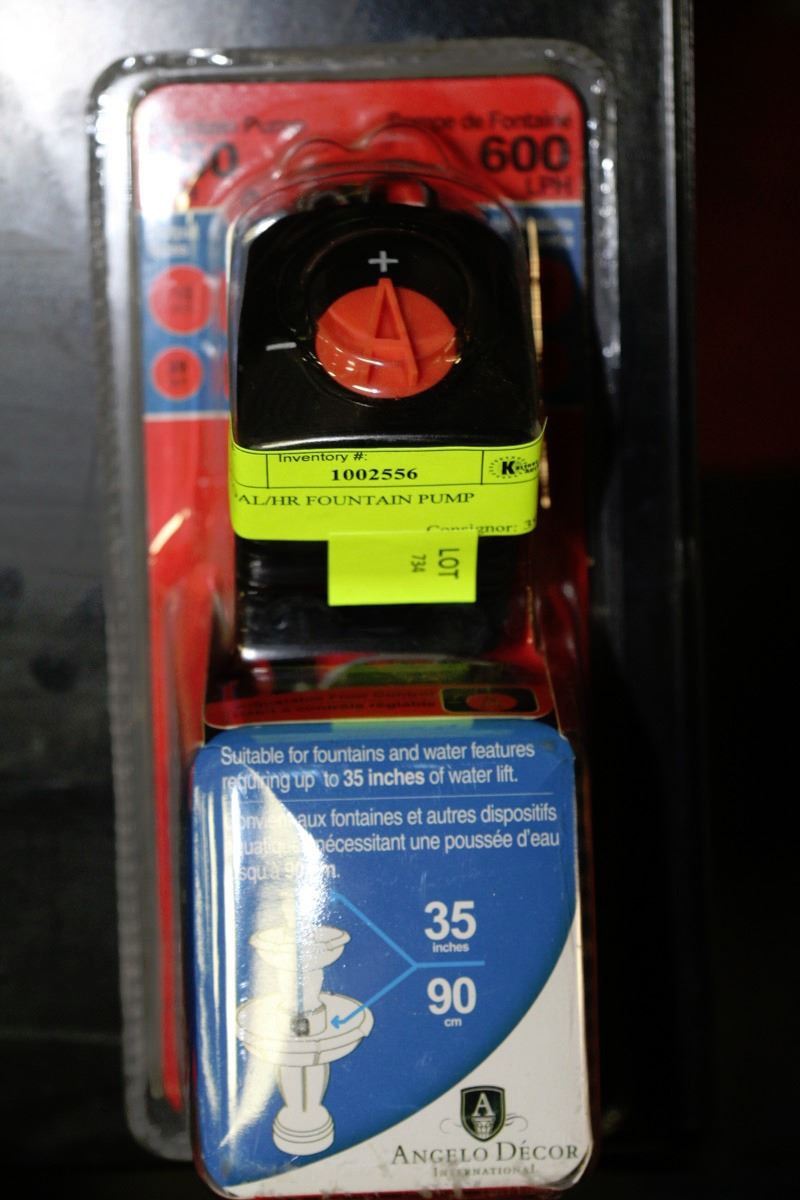 Pompe de Fontaine
600
LPH
+
A
−
Inventory #:
1002556
AL/HR FOUNTAIN PUMP
Consignor:
LOT
734
Suitable for fountains and water features
requiring up to 35 inches of water lift.
aux fontaines et autres dispositifs
nécessitant une poussée d'eau
35
inches
90
cm
A
ANGELO DÉCOR
INTERNATIONAL